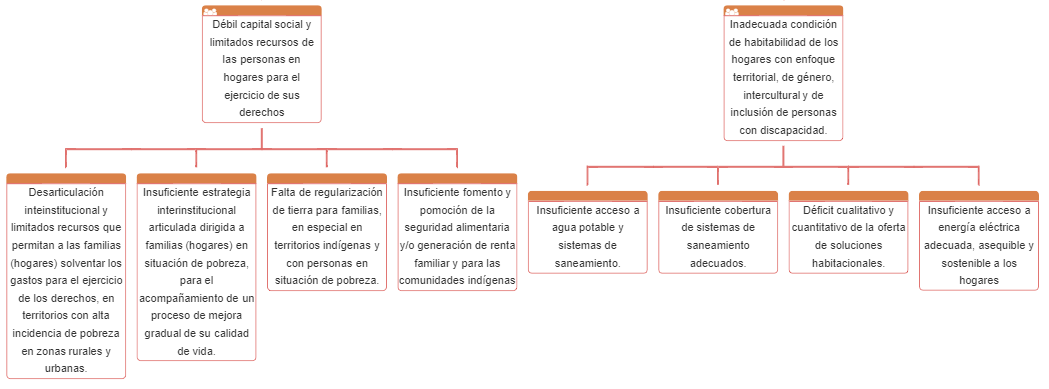 Débil capital social y
limitados recursos de
las personas en
hogares para el
ejercicio de sus
derechos
Desarticulación
inteinstitucional y
limitados recursos que
permitan a las familias
(hogares) solventar los
gastos para el ejercicio
de los derechos, en
territorios con alta
incidencia de pobreza
en zonas rurales y
urbanas.
Insuficiente estrategia
interinstitucional
articulada dirigida a
familias (hogares) en
situación de pobreza,
para el
acompañamiento de un
proceso de mejora
gradual de su calidad
de vida.
Falta de regularización
de tierra para familias,
en especial en
territorios indígenas y
con personas en
situación de pobreza.
Insuficiente fomento y
pomoción de la
seguridad alimentaria
y/o generación de renta
familiar y para las
comunidades indígenas
Inadecuada condición
de habitabilidad de los
hogares con enfoque
territorial, de género,
intercultural y de
inclusión de personas
con discapacidad.
Insuficiente acceso a
agua potable y
sistemas de
saneamiento.
Insuficiente cobertura
de sistemas de
saneamiento
adecuados.
Déficit cualitativo y
cuantitativo de la oferta
de soluciones
habitacionales.
Insuficiente acceso a
energía eléctrica
adecuada, asequible y
sostenible a los
hogares